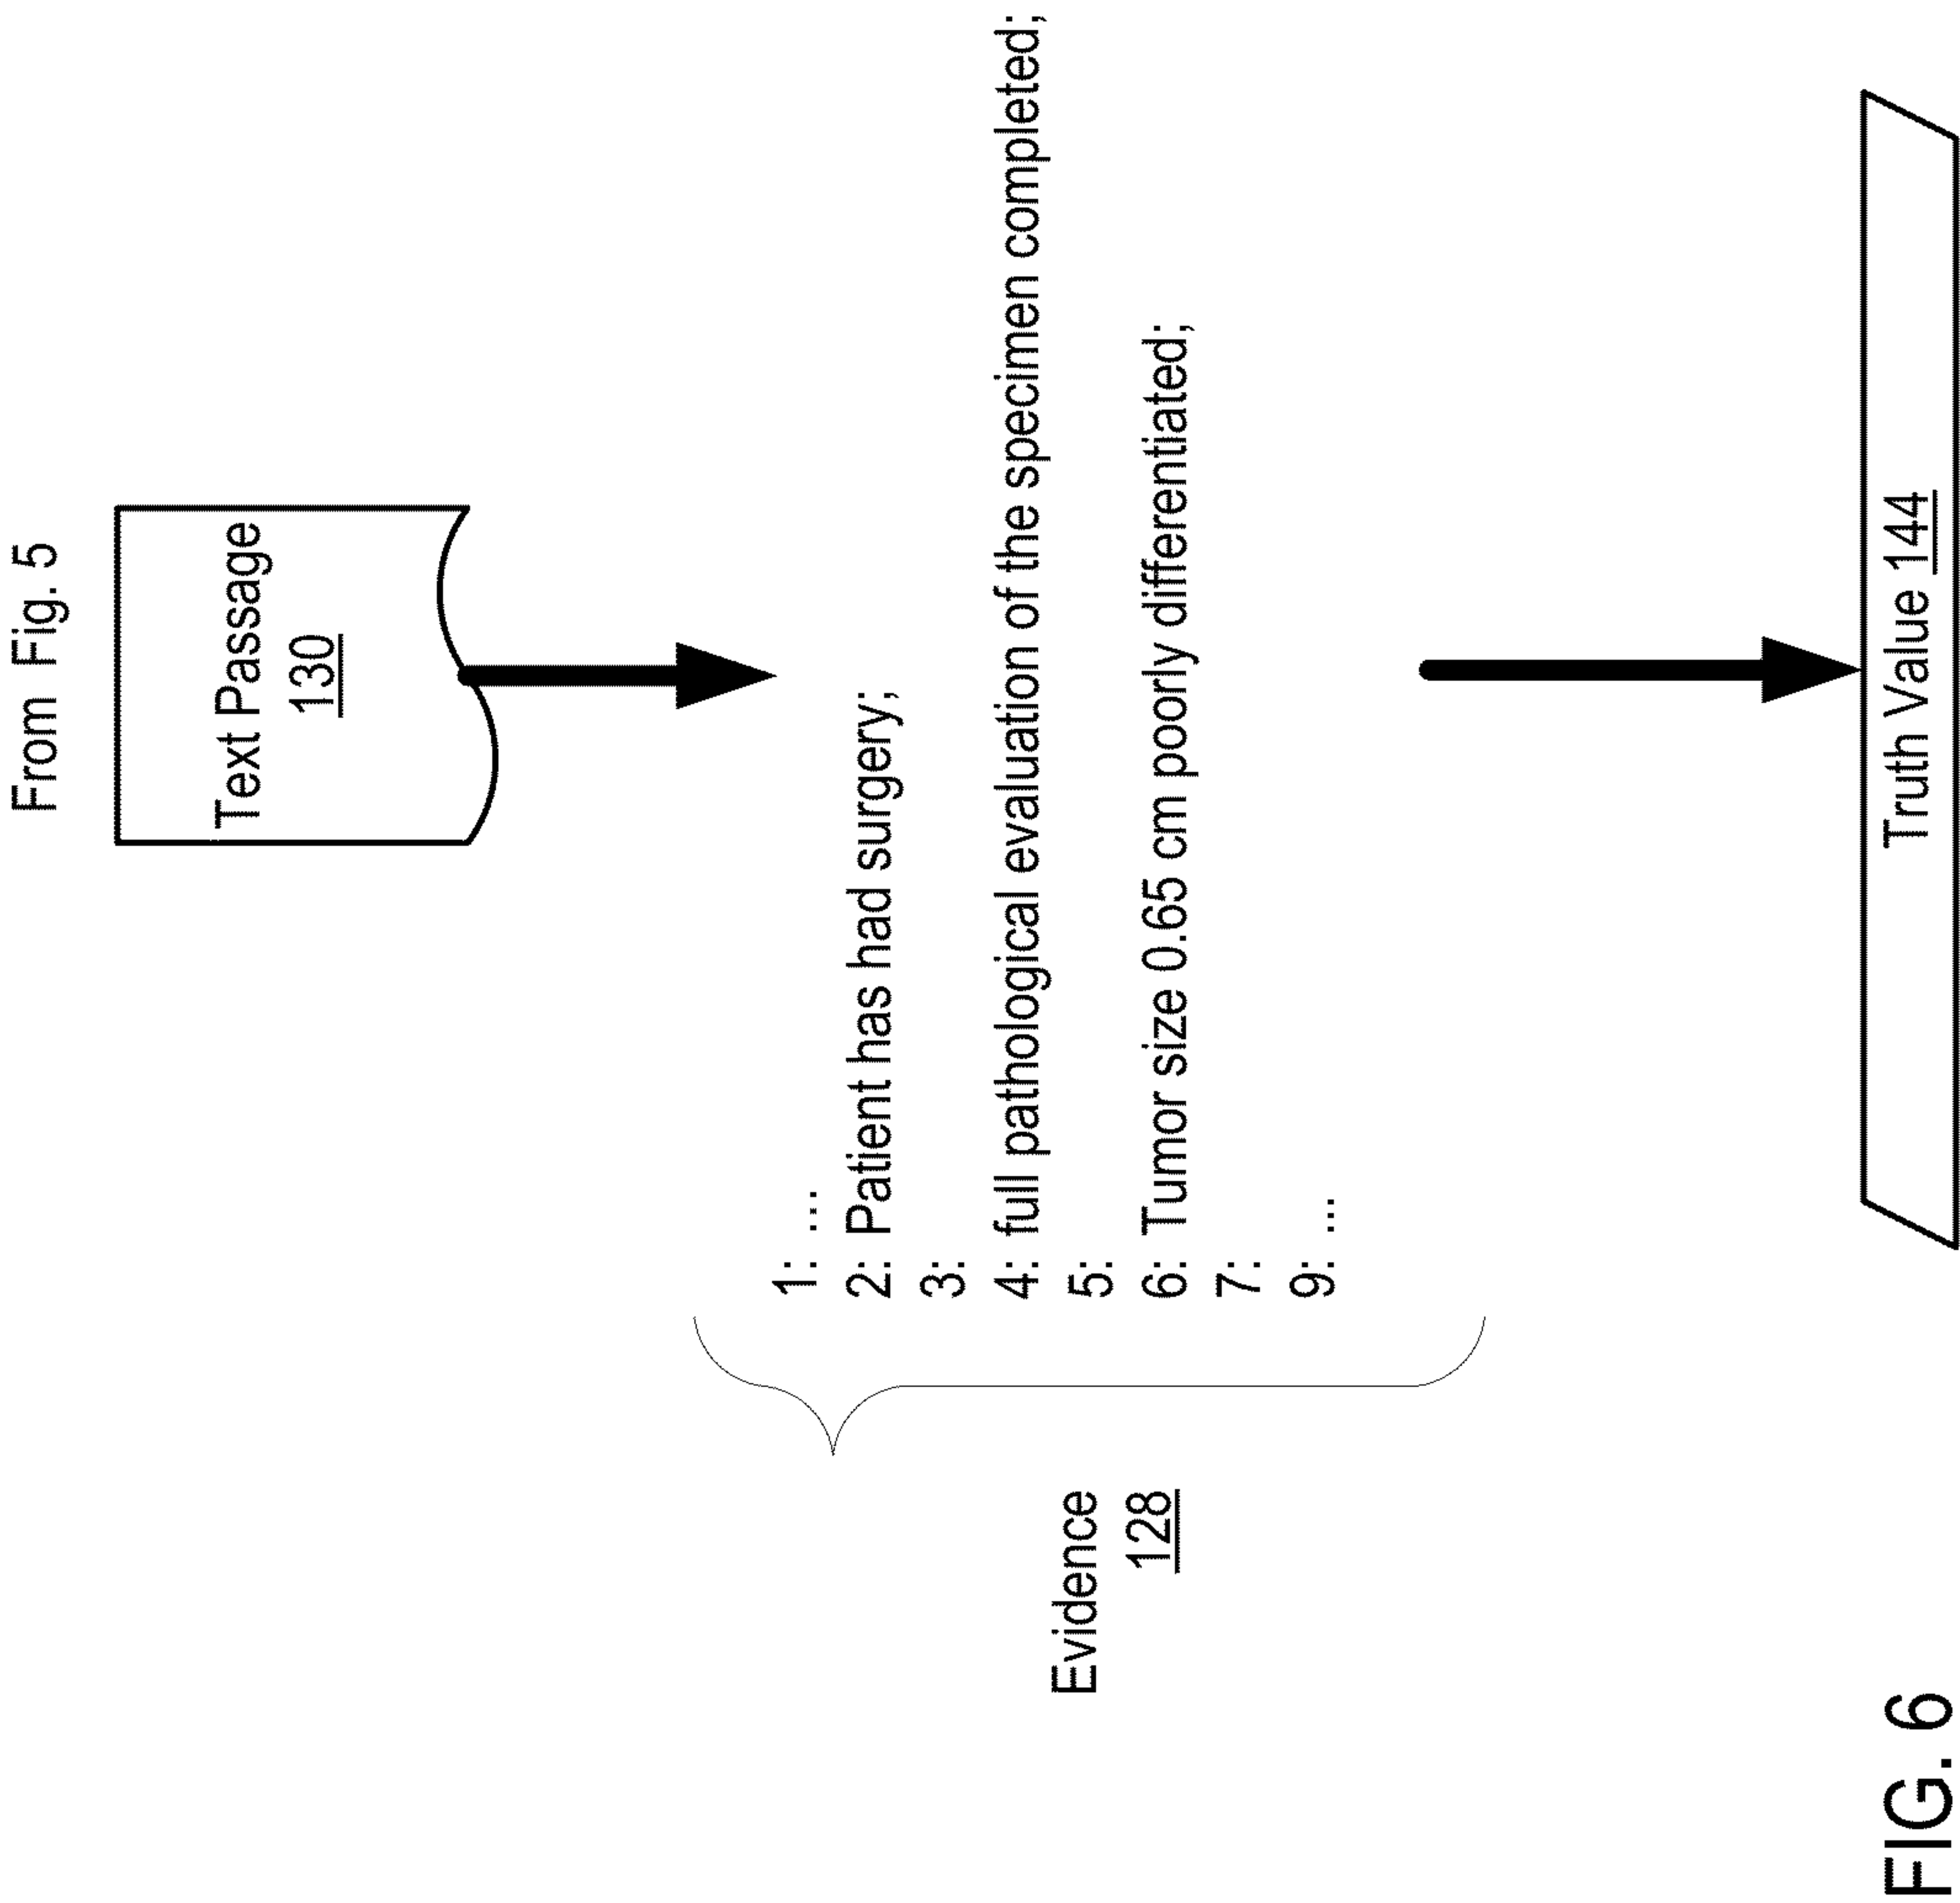 From Fig. 5
Text Passage
130
1: ...
2: Patient has had surgery;
3:
4: full pathological evaluation of the specimen completed;
5:
6: Tumor size 0.65 cm poorly differentiated;
7:
9: ...
Evidence
128
Truth Value 144
FIG. 6